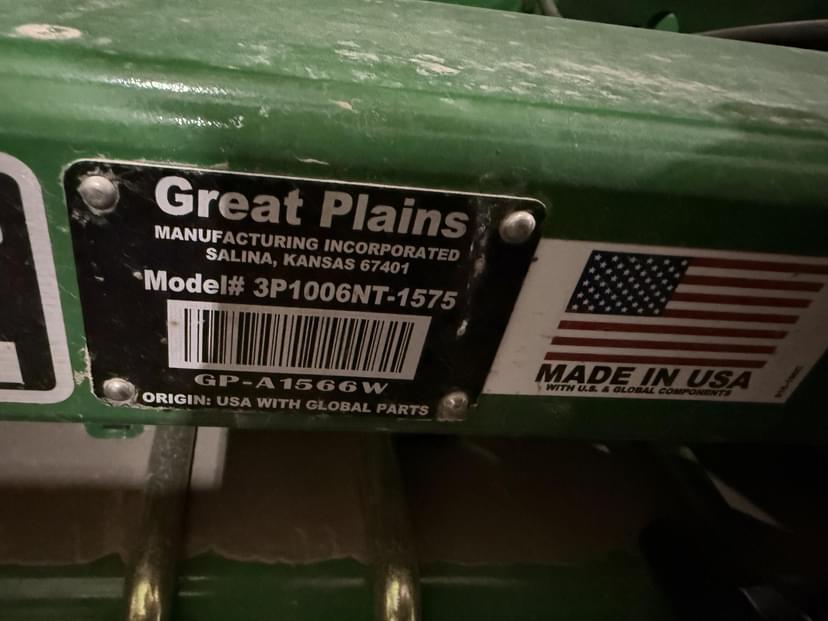 Great Plains
MANUFACTURING INCORPORATED
SALINA, KANSAS 67401
Model# 3P1006NT-1575
GP-A1566W
ORIGIN: USA WITH GLOBAL PARTS
MADE IN USA
WITH U.S. & GLOBAL COMPONENTS